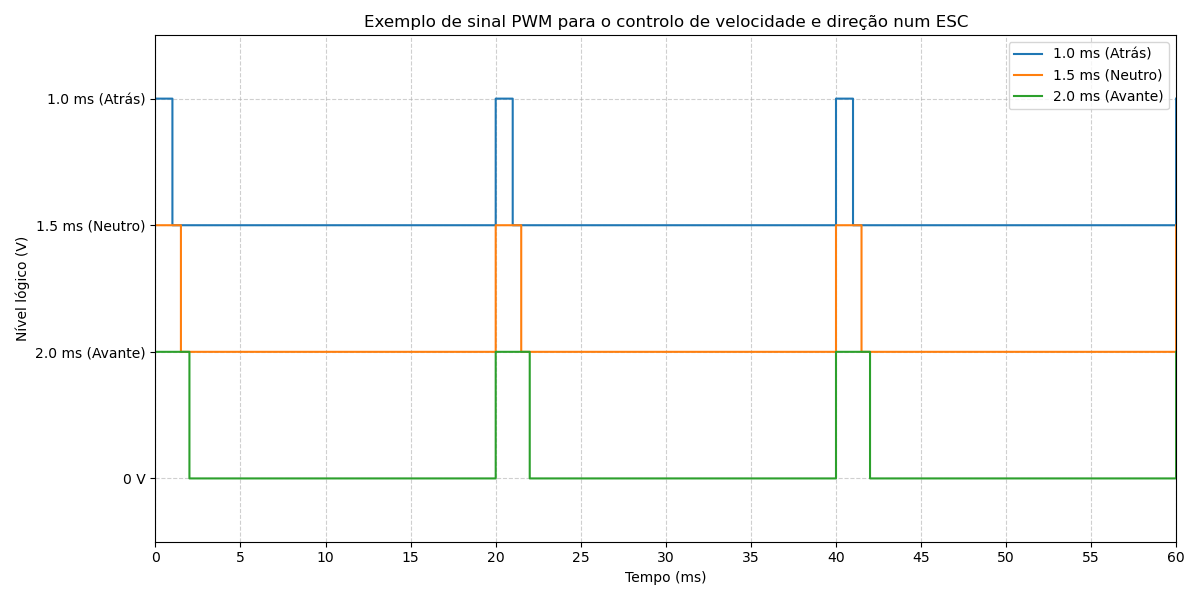 Exemplo de sinal PWM para o controlo de velocidade e direção num ESC
1.0 ms (Atrás)
1.5 ms (Neutro)
2.0 ms (Avante)
1.0 ms (Atrás)
1.5 ms (Neutro)
2.0 ms (Avante)
0 V
Nível lógico (V)
0 5 10 15 20 25 30 35 40 45 50 55 60
Tempo (ms)